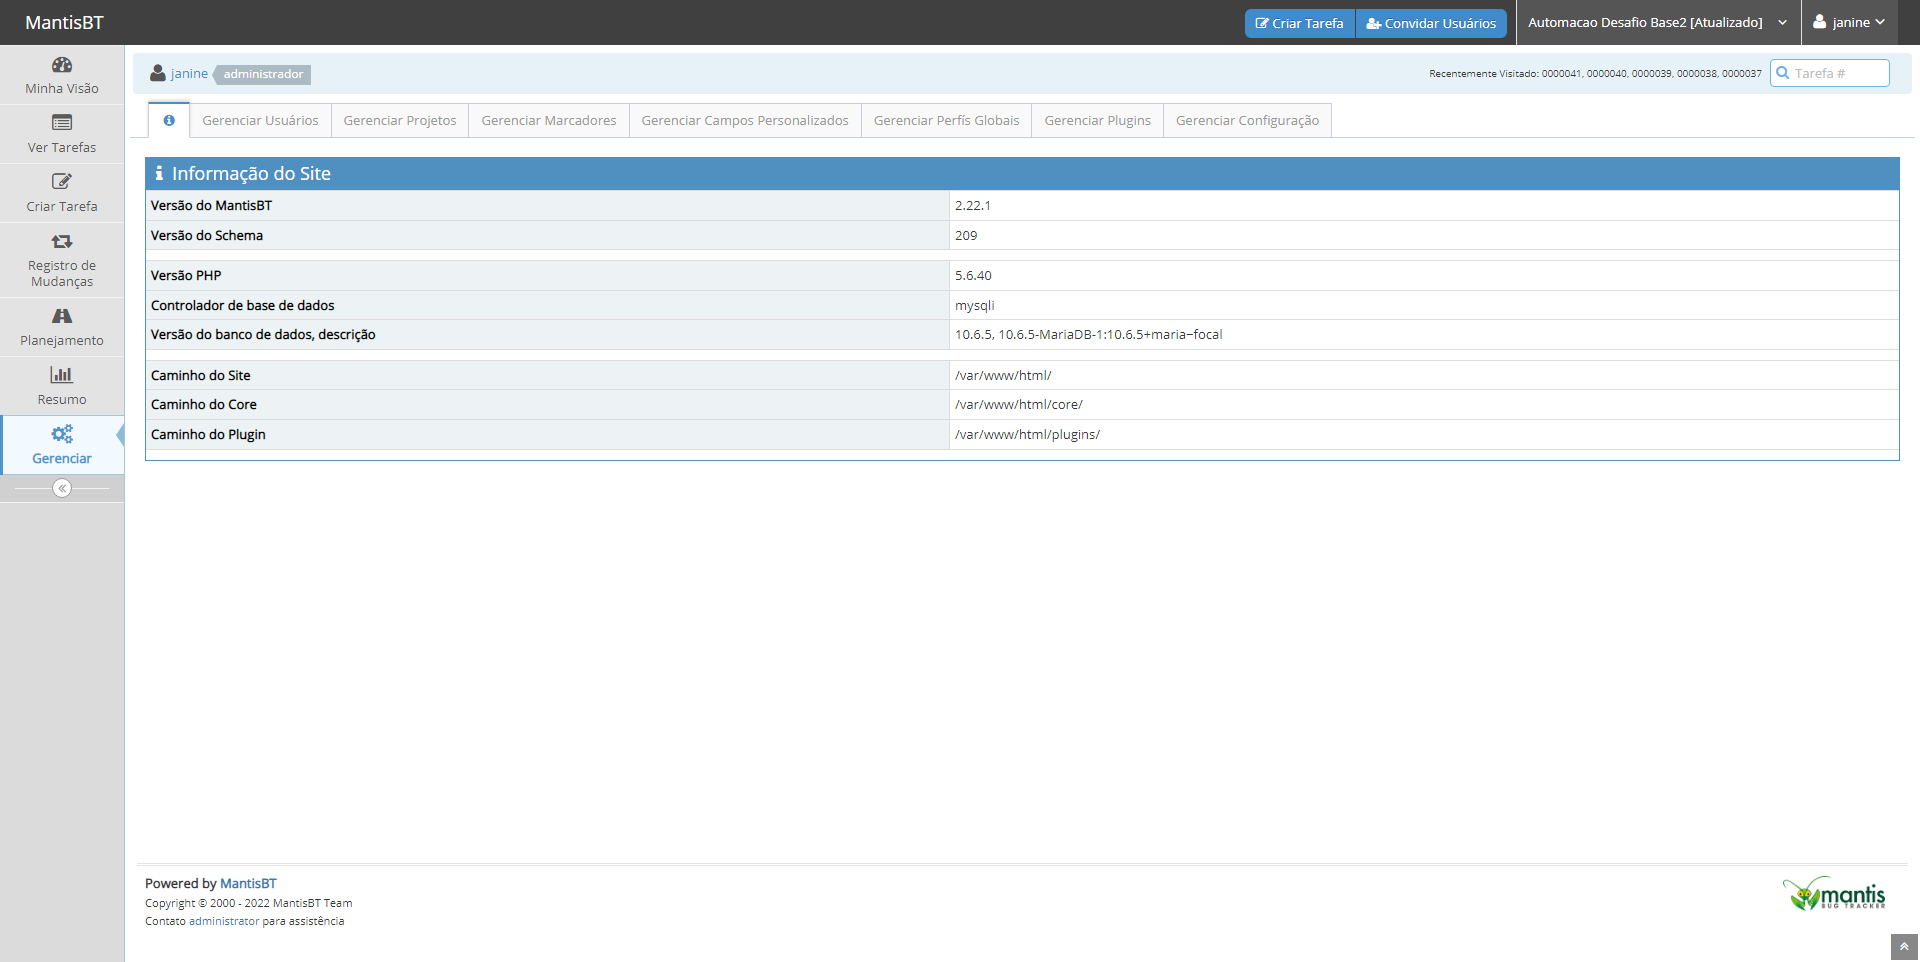 MantisBT
Criar Tarefa
Convidar Usuários
Automacao Desafio Base2 [Atualizado]
janine
Minha Visão
Ver Tarefas
Criar Tarefa
Registro de
Mudanças
Planejamento
Resumo
Gerenciar
janine administrador
Recentemente Visitado: 0000041, 0000040, 0000039, 0000038, 0000037
Tarefa #
Gerenciar Usuários
Gerenciar Projetos
Gerenciar Marcadores
Gerenciar Campos Personalizados
Gerenciar Perfís Globais
Gerenciar Plugins
Gerenciar Configuração
Informação do Site
Versão do MantisBT 2.22.1
Versão do Schema 209
Versão PHP 5.6.40
Controlador de base de dados mysqli
Versão do banco de dados, descrição 10.6.5, 10.6.5-MariaDB-1:10.6.5+maria~focal
Caminho do Site /var/www/html/
Caminho do Core /var/www/html/core/
Caminho do Plugin /var/www/html/plugins/
Powered by MantisBT
Copyright © 2000 - 2022 MantisBT Team
Contato administrator para assistência
mantis
BUG TRACKER